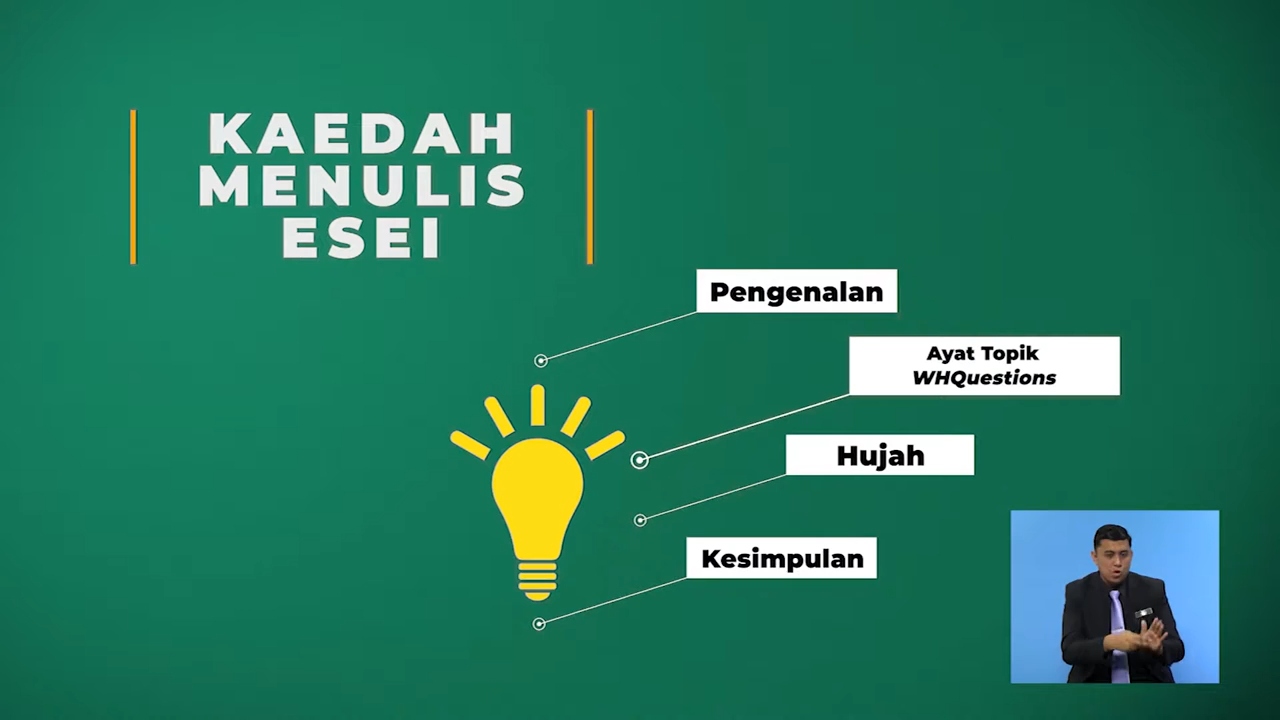 KAEDAH
MENULIS
ESEI
Pengenalan
Ayat Topik
WHQuestions
Hujah
Kesimpulan